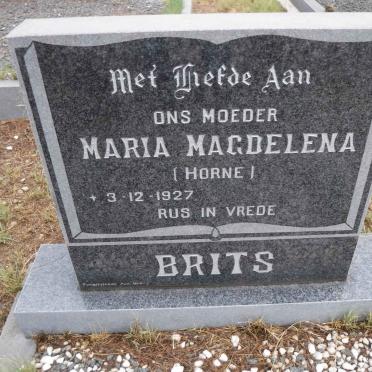 Met Liefde Aan
ONS MOEDER
MARIA MAGDELENA
(HORNE)
+ 3-12-1927
RUS IN VREDE
BRITS